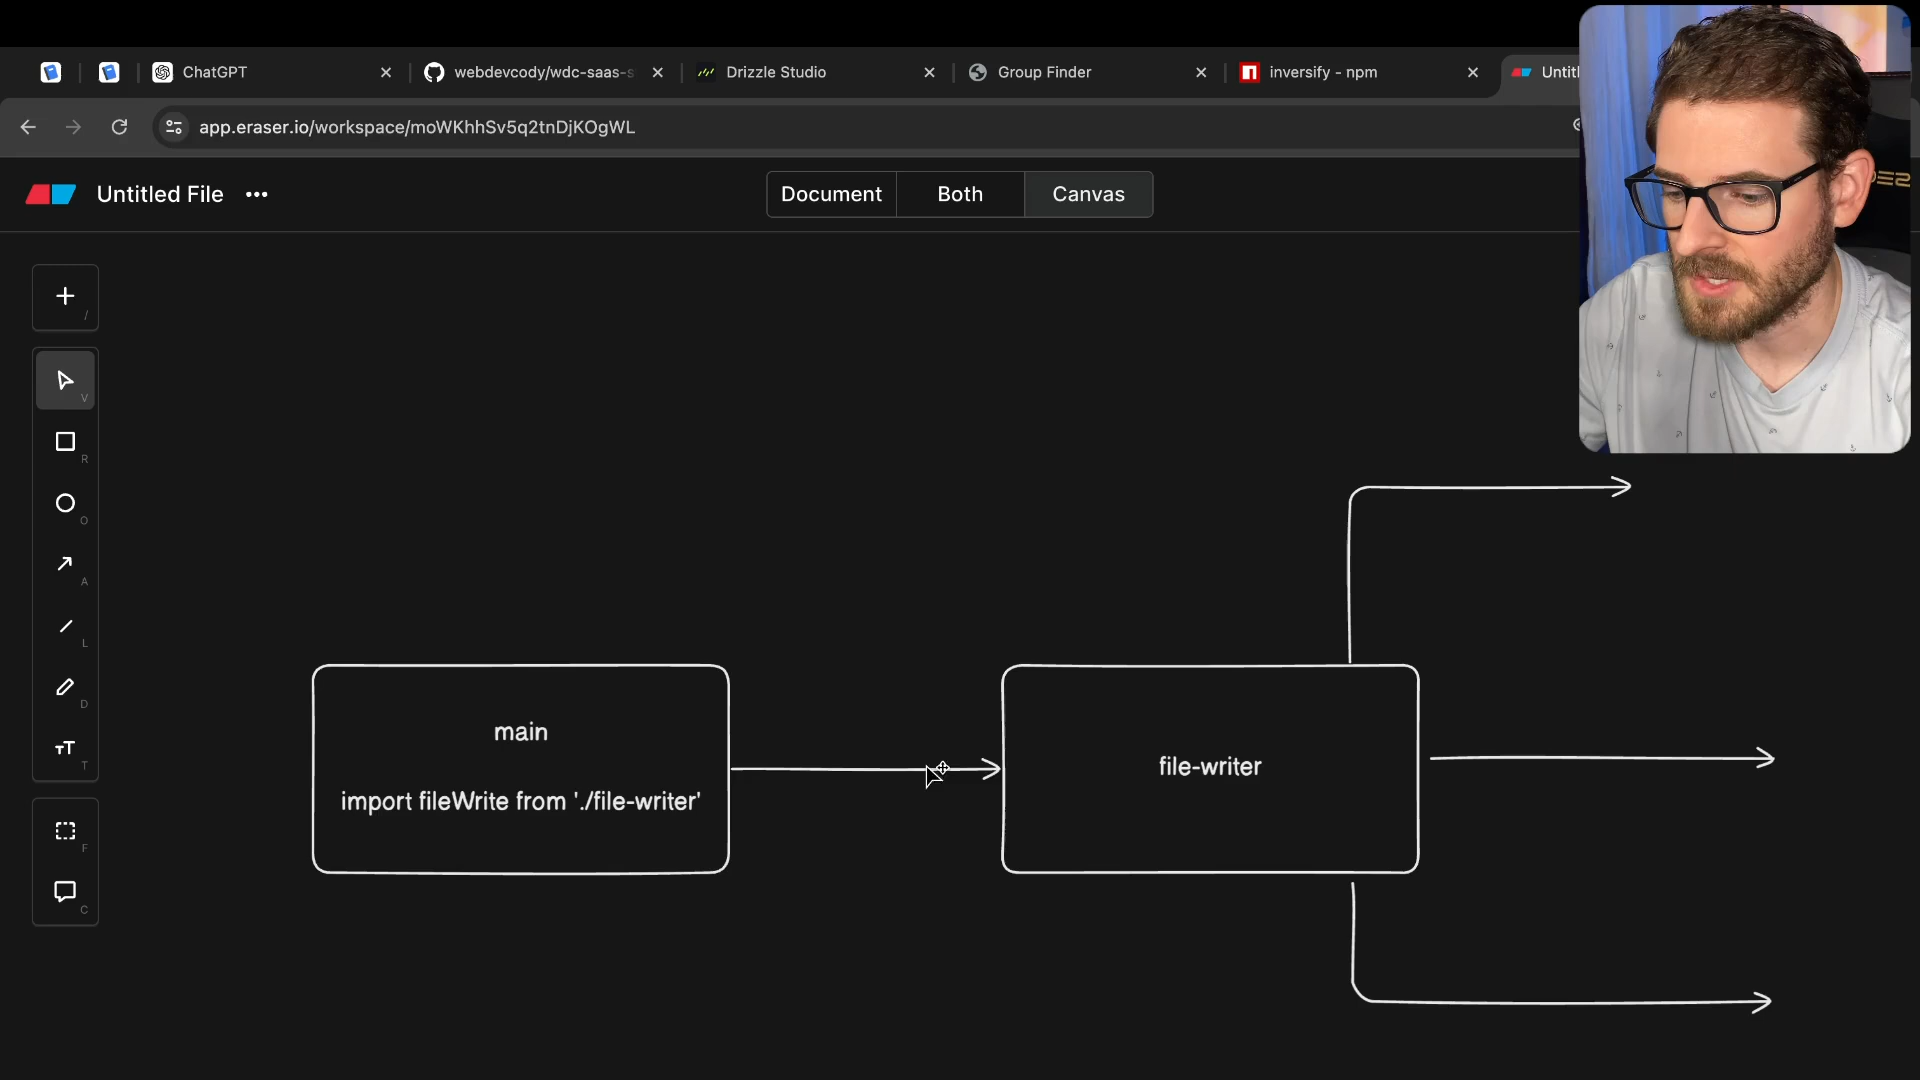 ChatGPT
webdevcody/wdc-saas-s
Drizzle Studio
Group Finder
inversify - npm
Untitl
app.eraser.io/workspace/moWKhhSv5q2tnDjKOgWL
Untitled File
Document
Both
Canvas
/
V
R
O
A
L
D
T
F
C
main
import fileWrite from './file-writer'
file-writer